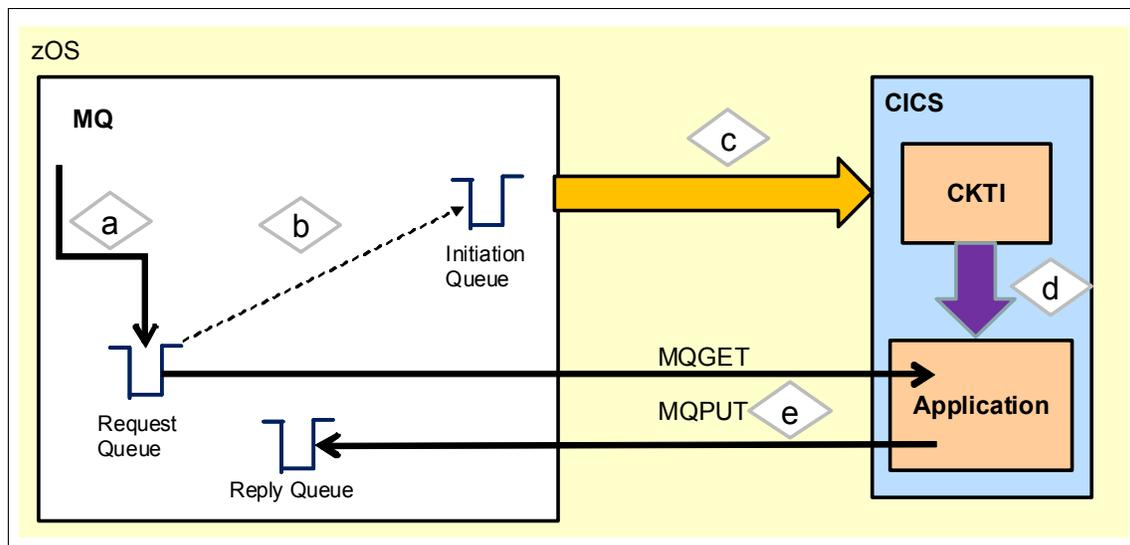 zOS
MQ
CICS
c
CKTI
a
b
Initiation
Queue
d
MQGET
MQPUT
e
Application
Request
Queue
Reply Queue